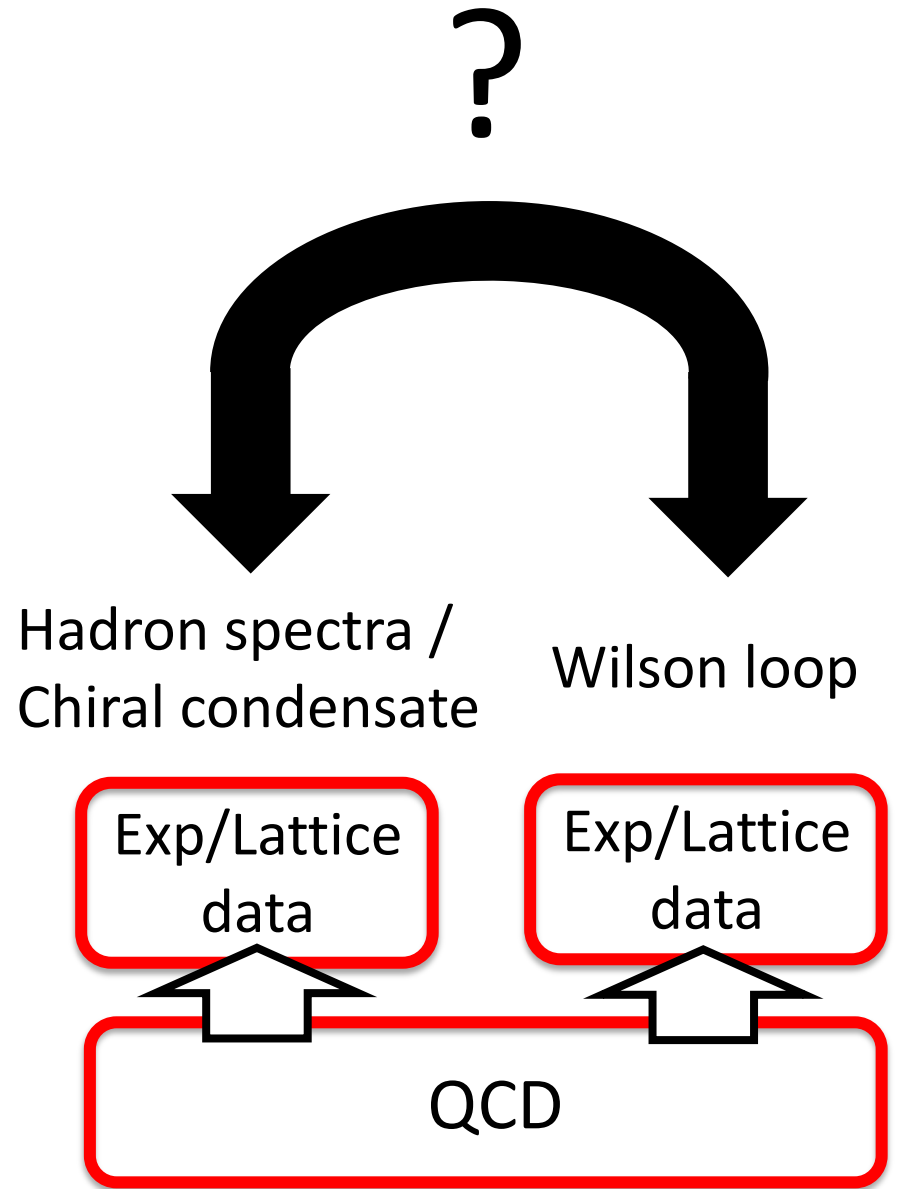 ?
Hadron spectra /
Chiral condensate
Wilson loop
Exp/Lattice
data
Exp/Lattice
data
QCD